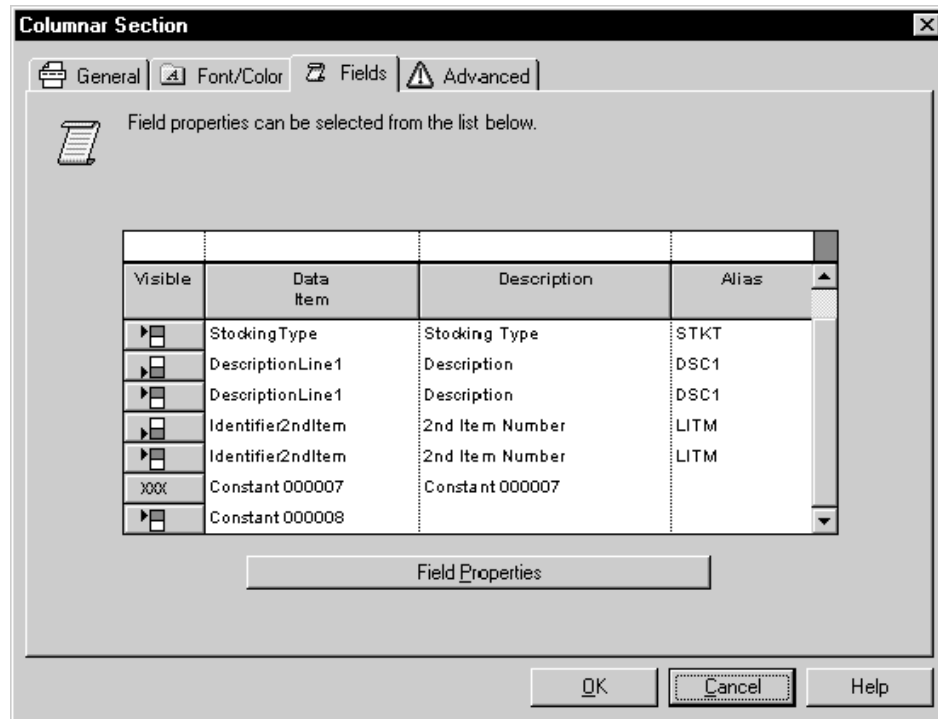 Columnar Section
General Font/Color Fields Advanced
Field properties can be selected from the list below.
Visible Data Item Description Alias
StockingType Stocking Type STKT
DescriptionLine1 Description DSC1
DescriptionLine1 Description DSC1
Identifier2ndItem 2nd Item Number LITM
Identifier2ndItem 2nd Item Number LITM
XXX Constant 000007 Constant 000007
Constant 000008
Field Properties
OK Cancel Help